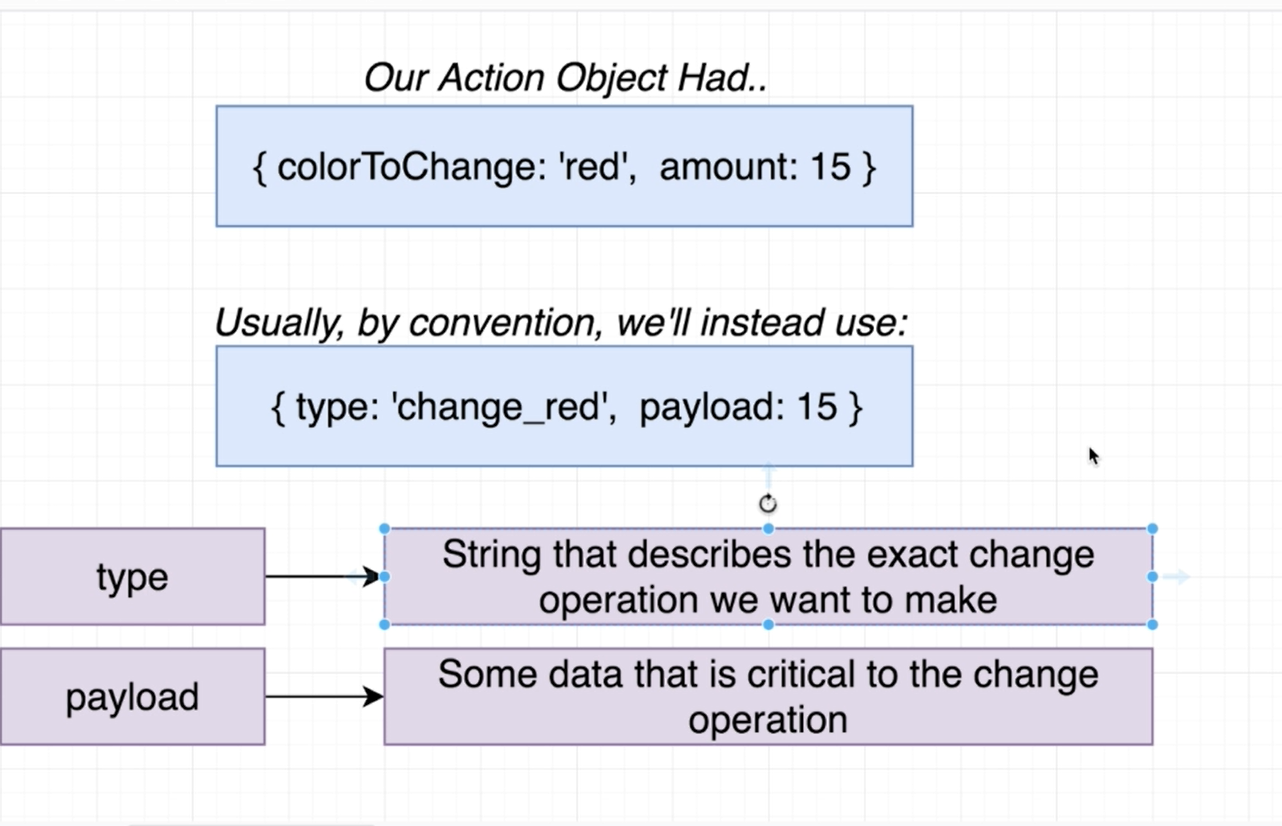 Our Action Object Had..
{ colorToChange: 'red',  amount: 15 }
Usually, by convention, we'll instead use:
{ type: 'change_red',  payload: 15 }
type
String that describes the exact change
operation we want to make
payload
Some data that is critical to the change
operation